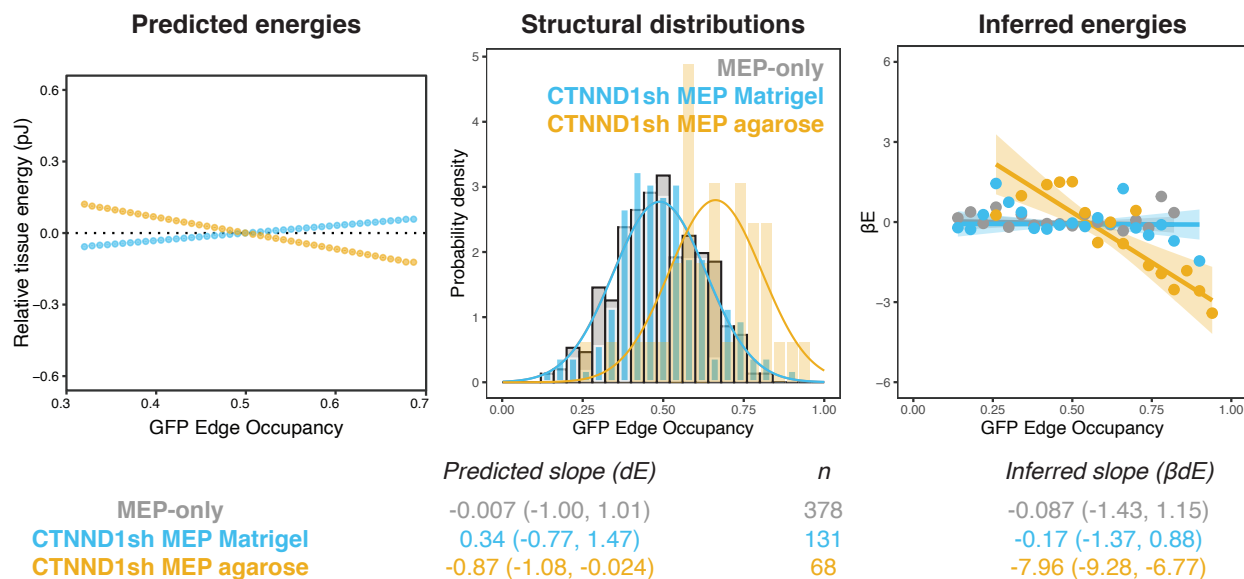 Predicted energies
Structural distributions
Inferred energies
Relative tissue energy (pJ)
0.6
0.3
0.0
−0.3
−0.6
0.3
0.4
0.5
0.6
0.7
GFP Edge Occupancy
Probability density
5
4
3
2
1
0
MEP-only
CTNND1sh MEP Matrigel
CTNND1sh MEP agarose
0.00
0.25
0.50
0.75
1.00
GFP Edge Occupancy
βE
6
3
0
−3
−6
0.00
0.25
0.50
0.75
1.00
GFP Edge Occupancy
Predicted slope (dE) n Inferred slope (βdE)
MEP-only -0.007 (-1.00, 1.01) 378 -0.087 (-1.43, 1.15)
CTNND1sh MEP Matrigel 0.34 (-0.77, 1.47) 131 -0.17 (-1.37, 0.88)
CTNND1sh MEP agarose -0.87 (-1.08, -0.024) 68 -7.96 (-9.28, -6.77)